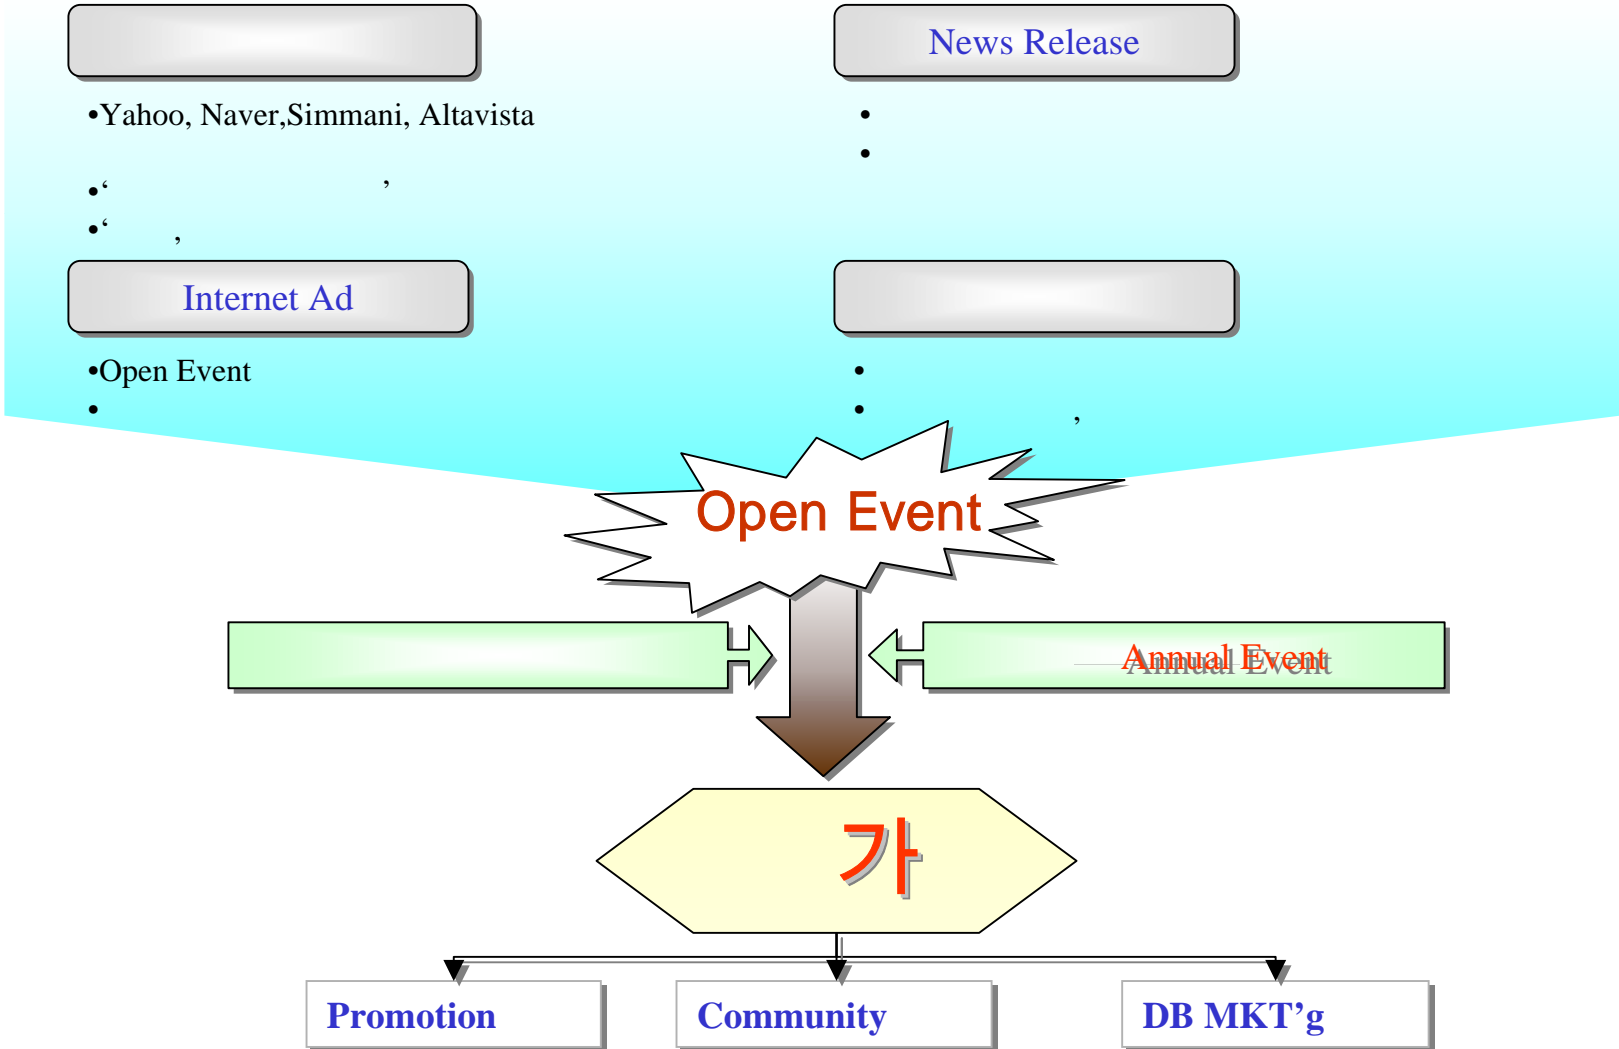 News Release
•Yahoo, Naver,Simmani, Altavista
•
•
•‘ ’
•‘ ,
Internet Ad
•Open Event
•
•
• ,
Open Event
Annual Event
가
Promotion
Community
DB MKT’g